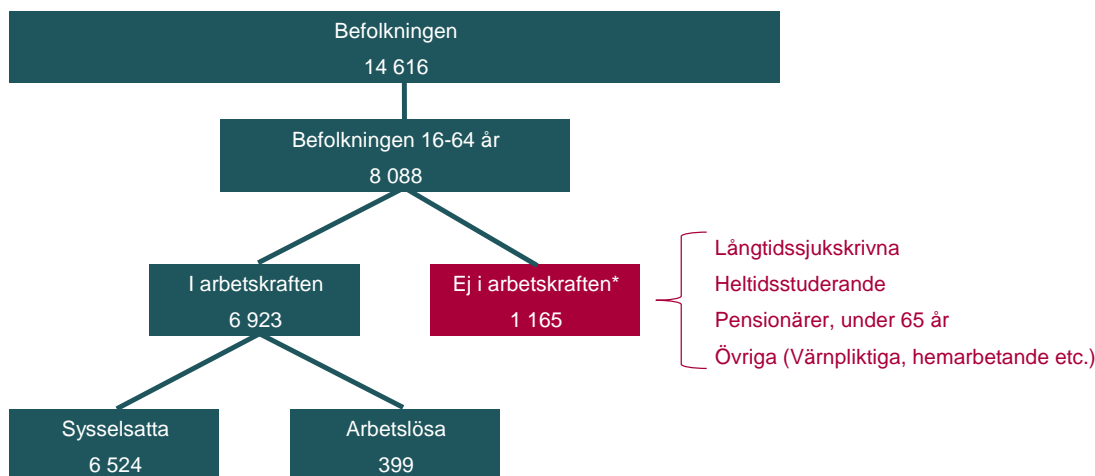 Befolkningen
14 616
Befolkningen 16-64 år
8 088
I arbetskraften
6 923
Ej i arbetskraften*
1 165
Långtidssjukskrivna
Heltidsstuderande
Pensionärer, under 65 år
Övriga (Värnpliktiga, hemarbetande etc.)
Sysselsatta
6 524
Arbetslösa
399